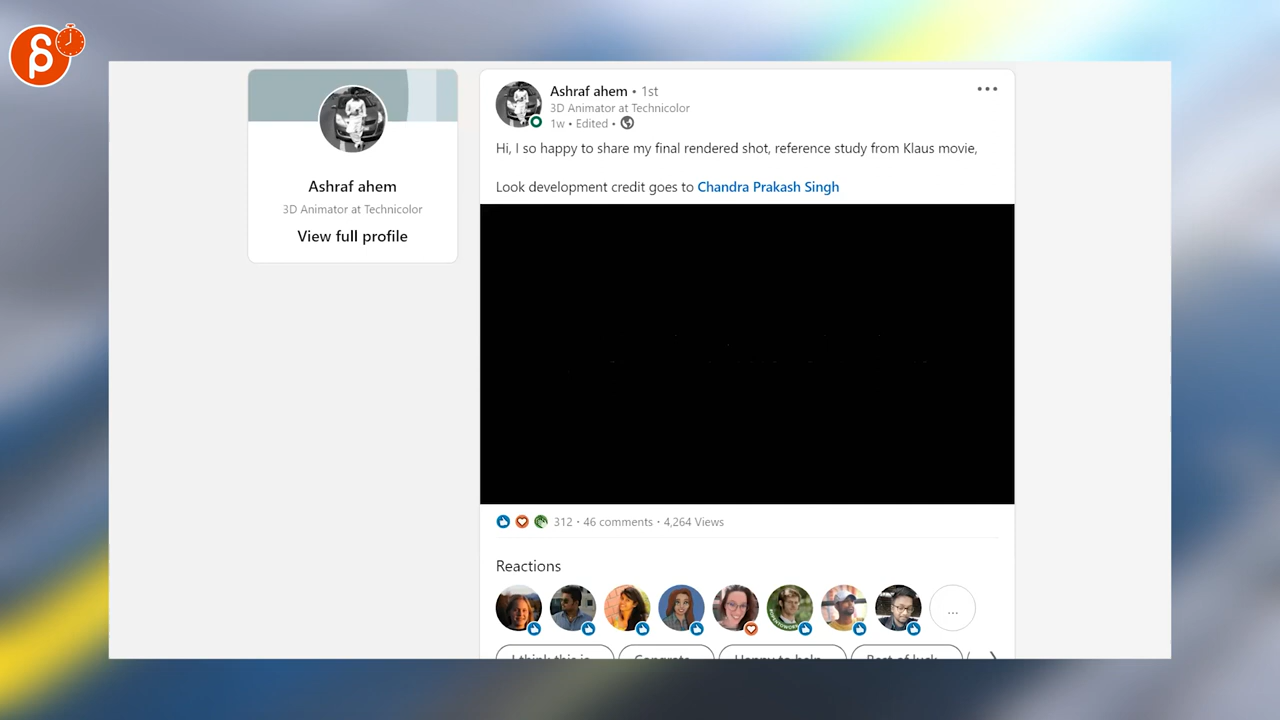 Ashraf ahem
3D Animator at Technicolor
View full profile
Ashraf ahem • 1st
3D Animator at Technicolor
1w • Edited •
Hi, I so happy to share my final rendered shot, reference study from Klaus movie,
Look development credit goes to Chandra Prakash Singh
312 • 46 comments • 4,264 Views
Reactions
...
I think this is...
Congrats...
Happy to help...
Best of luck...